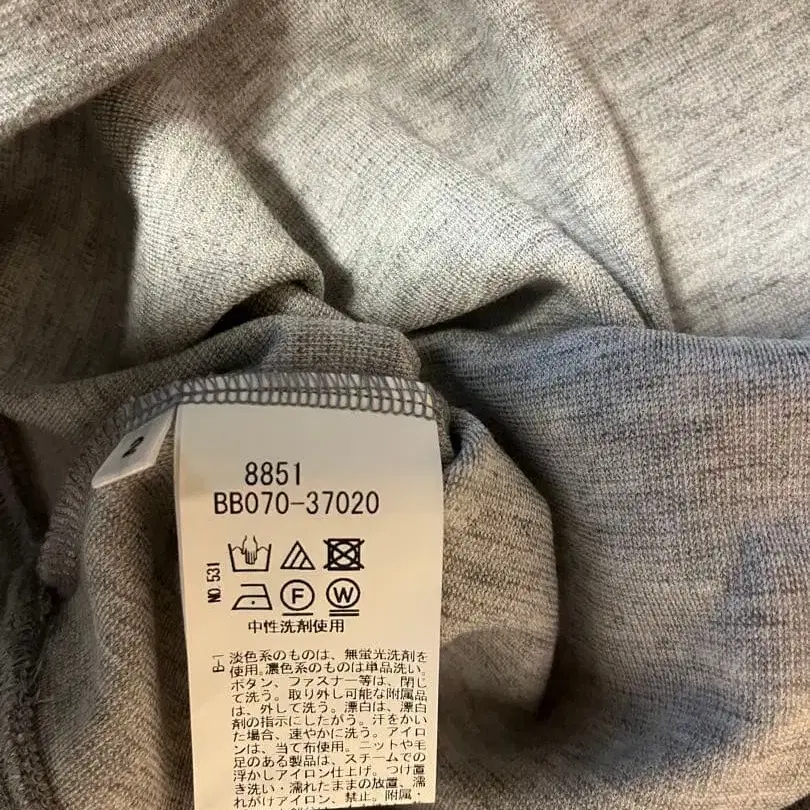 8851
BB070-37020
NO.531
F
W
中性洗剤使用
B-1
淡色系のものは、無蛍光洗剤を
使用。濃色系のものは単品洗い。
ボタン、ファスナー等は、閉じ
て洗う。取り外し可能な附属品
は、外して洗う。漂白は、漂白
剤の指示にしたがう。汗をかい
た場合、速やかに洗う。アイロ
ンは、当て布使用。ニットや毛
足のある製品は、スチームでの
浮かしアイロン仕上げ。つけ置
き洗い・濡れたままの放置、濡
れがけアイロン、禁止。附属・